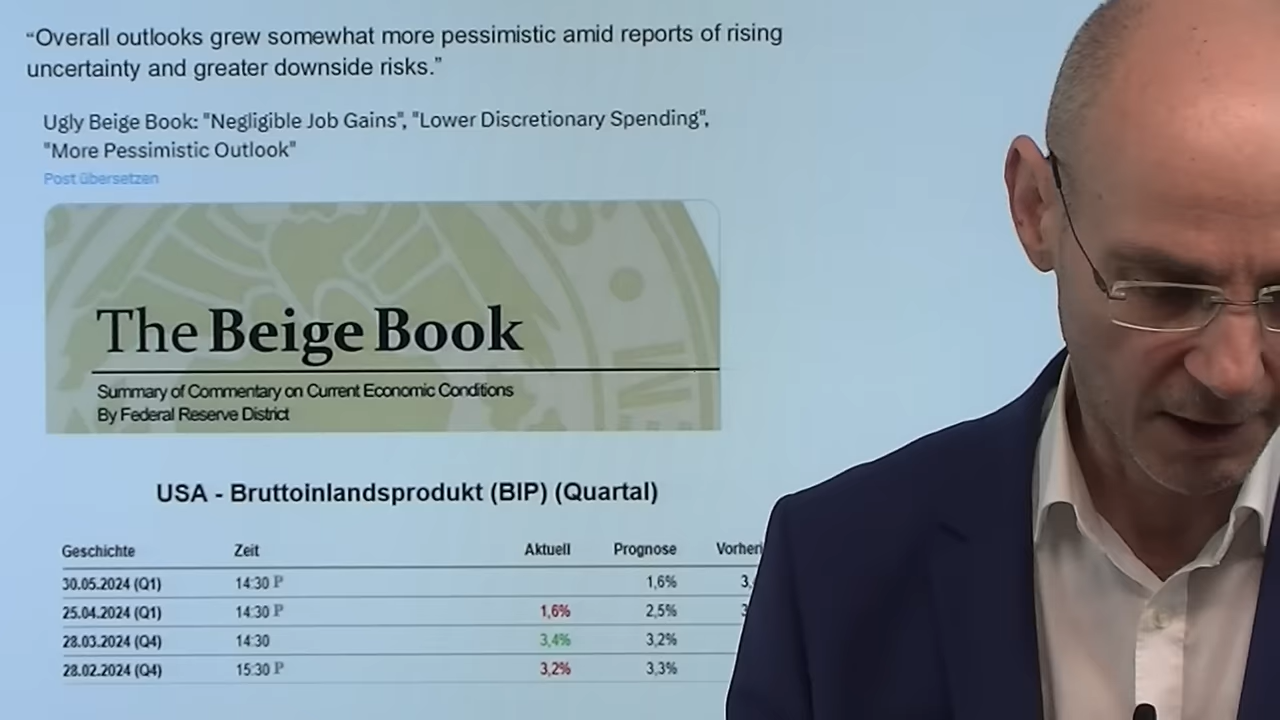 “Overall outlooks grew somewhat more pessimistic amid reports of rising
uncertainty and greater downside risks.”
Ugly Beige Book: "Negligible Job Gains", "Lower Discretionary Spending",
"More Pessimistic Outlook"
Post übersetzen
The Beige Book
Summary of Commentary on Current Economic Conditions
By Federal Reserve District
USA - Bruttoinlandsprodukt (BIP) (Quartal)
Geschichte Zeit Aktuell Prognose
30.05.2024 (Q1) 14:30 P 1,6%
25.04.2024 (Q1) 14:30 P 1,6% 2,5%
28.03.2024 (Q4) 14:30 3,4% 3,2%
28.02.2024 (Q4) 15:30 P 3,2% 3,3%